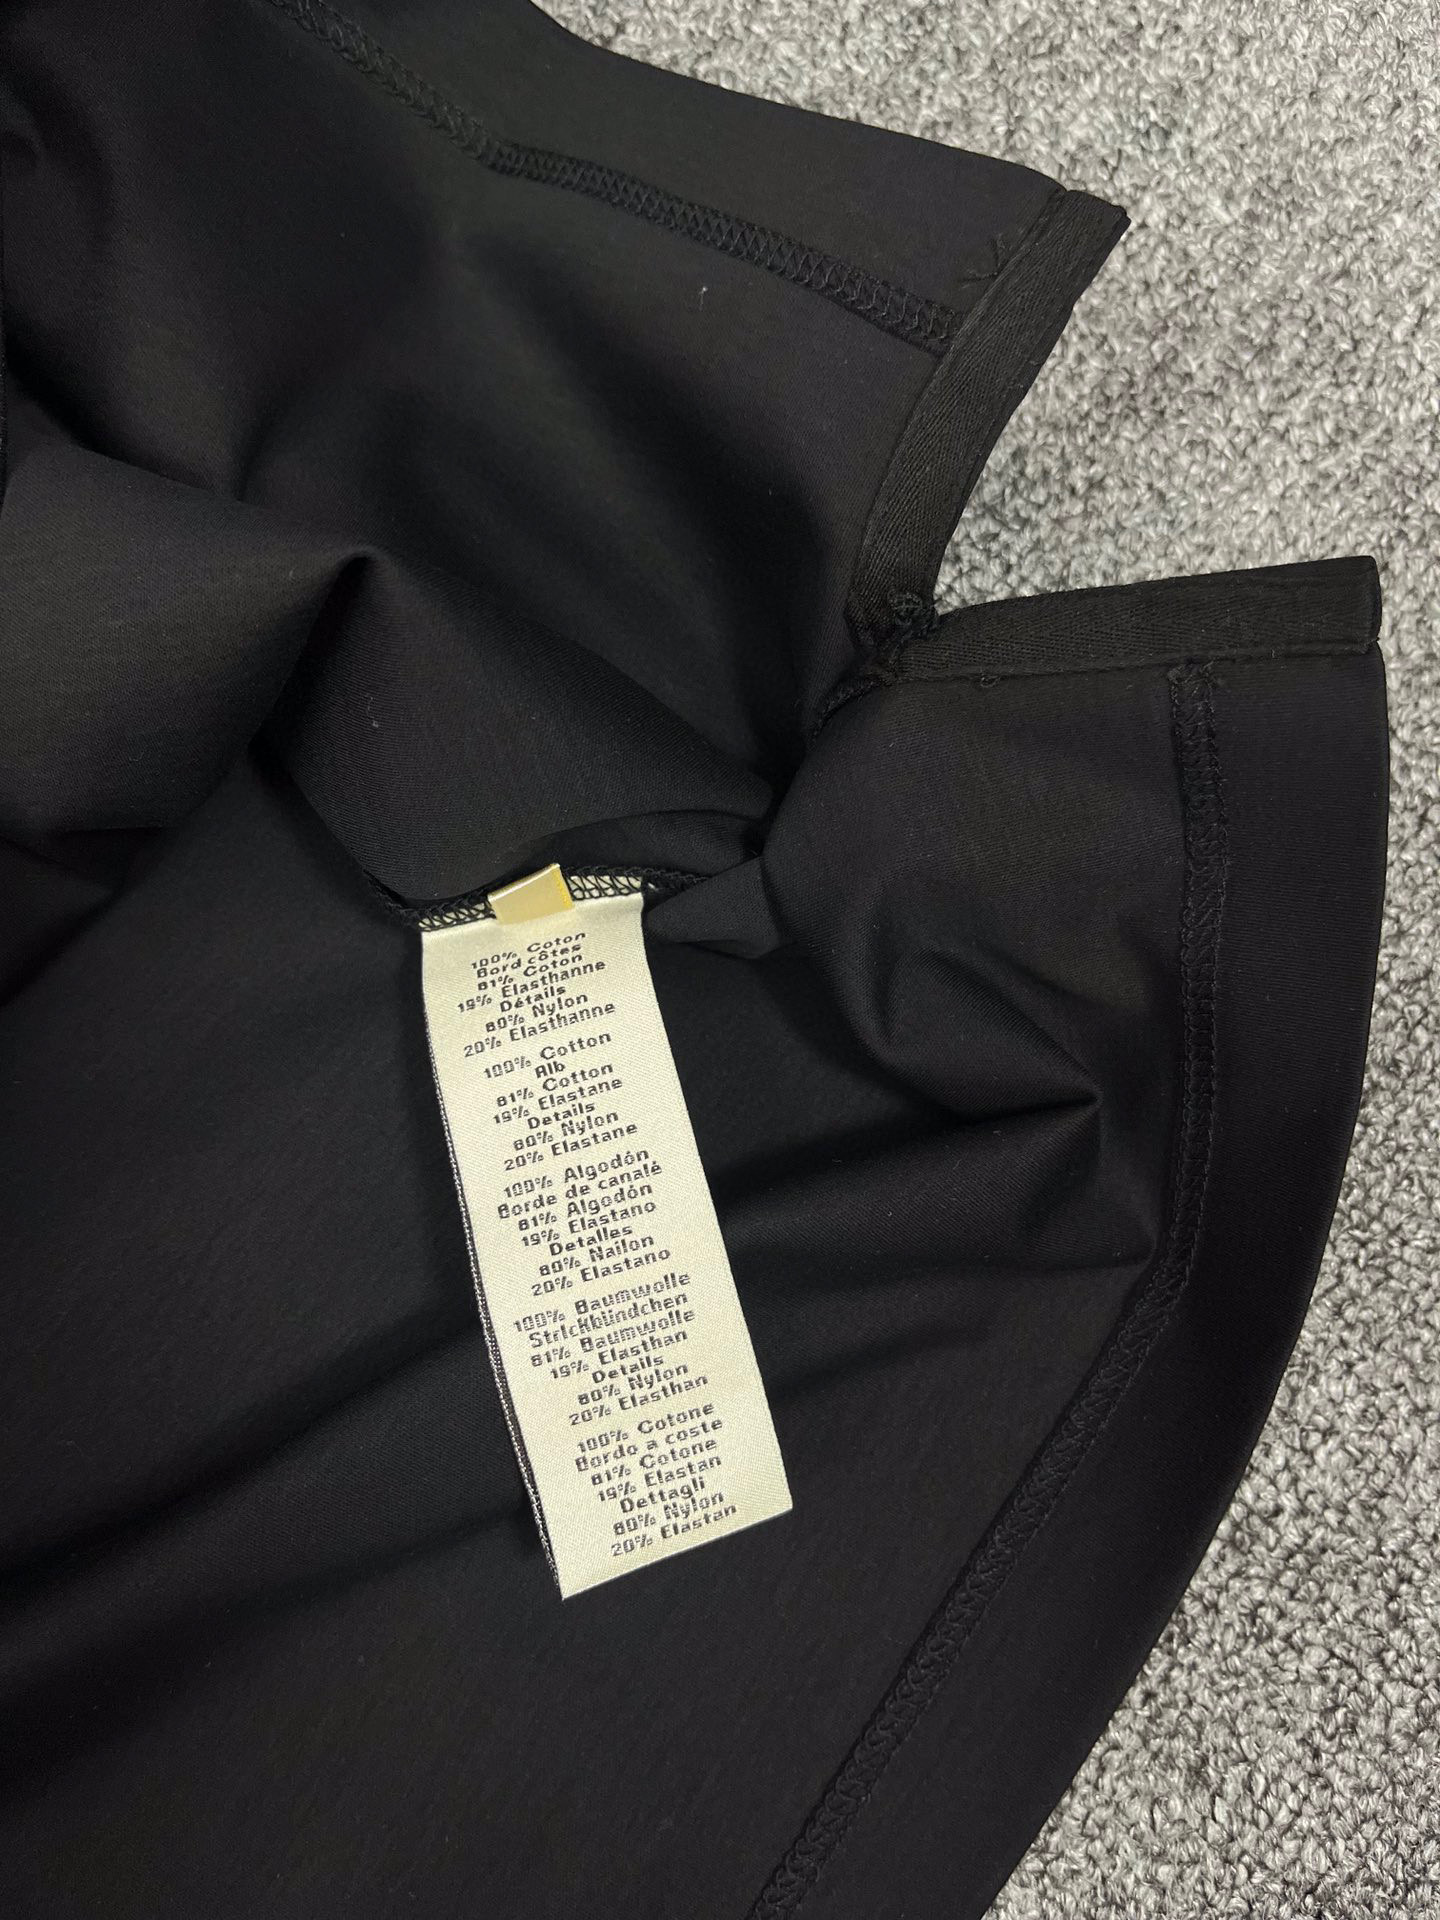 100% Coton
Bord côtes
81% Coton
19% Elasthanne
Détails
80% Nylon
20% Elasthanne
100% Cotton
Rib
81% Cotton
19% Elastane
Details
80% Nylon
20% Elastane
100% Algodón
Borde de canalé
81% Algodón
19% Elastano
Detalles
80% Nailon
20% Elastano
100% Baumwolle
Strickbündchen
81% Baumwolle
19% Elasthan
Details
80% Nylon
20% Elasthan
100% Cotone
Bordo a coste
81% Cotone
19% Elastan
Dettagli
80% Nylon
20% Elastan